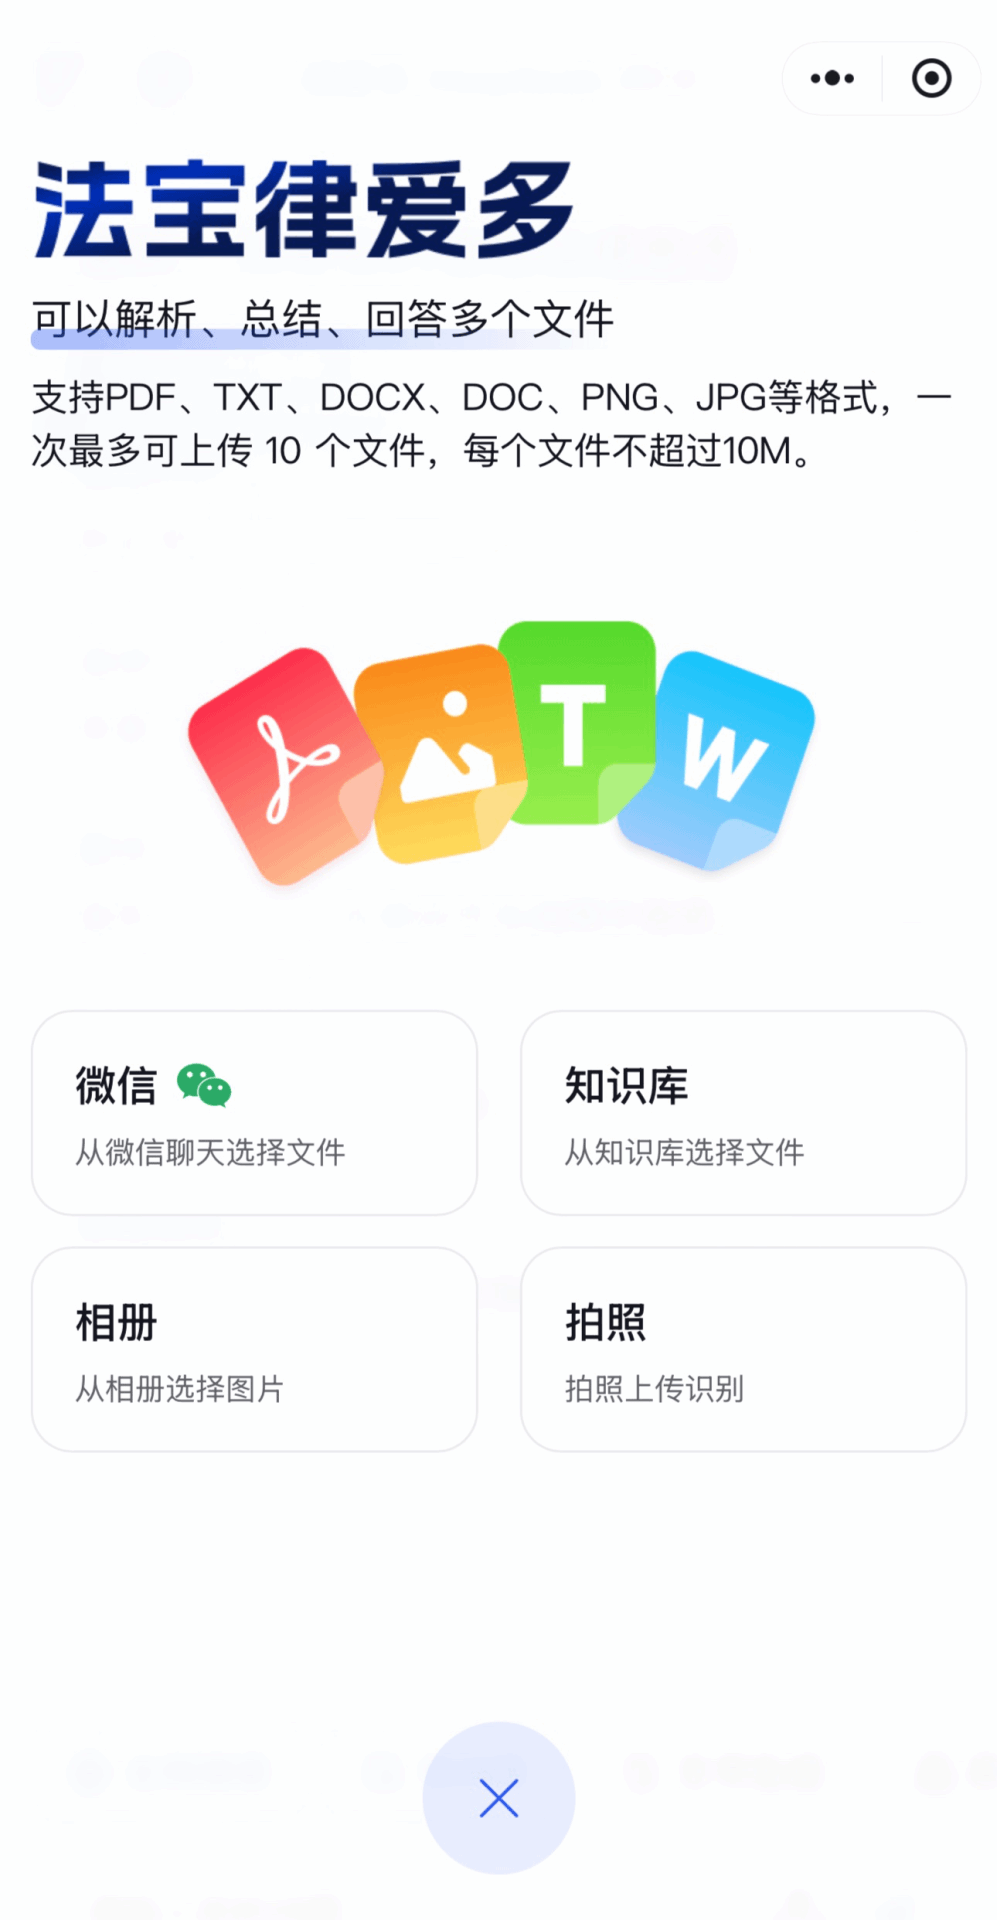 法宝律爱多
可以解析、总结、回答多个文件
支持PDF、TXT、DOCX、DOC、PNG、JPG等格式，一
次最多可上传 10 个文件，每个文件不超过10M。
T
W
微信
从微信聊天选择文件
知识库
从知识库选择文件
相册
从相册选择图片
拍照
拍照上传识别